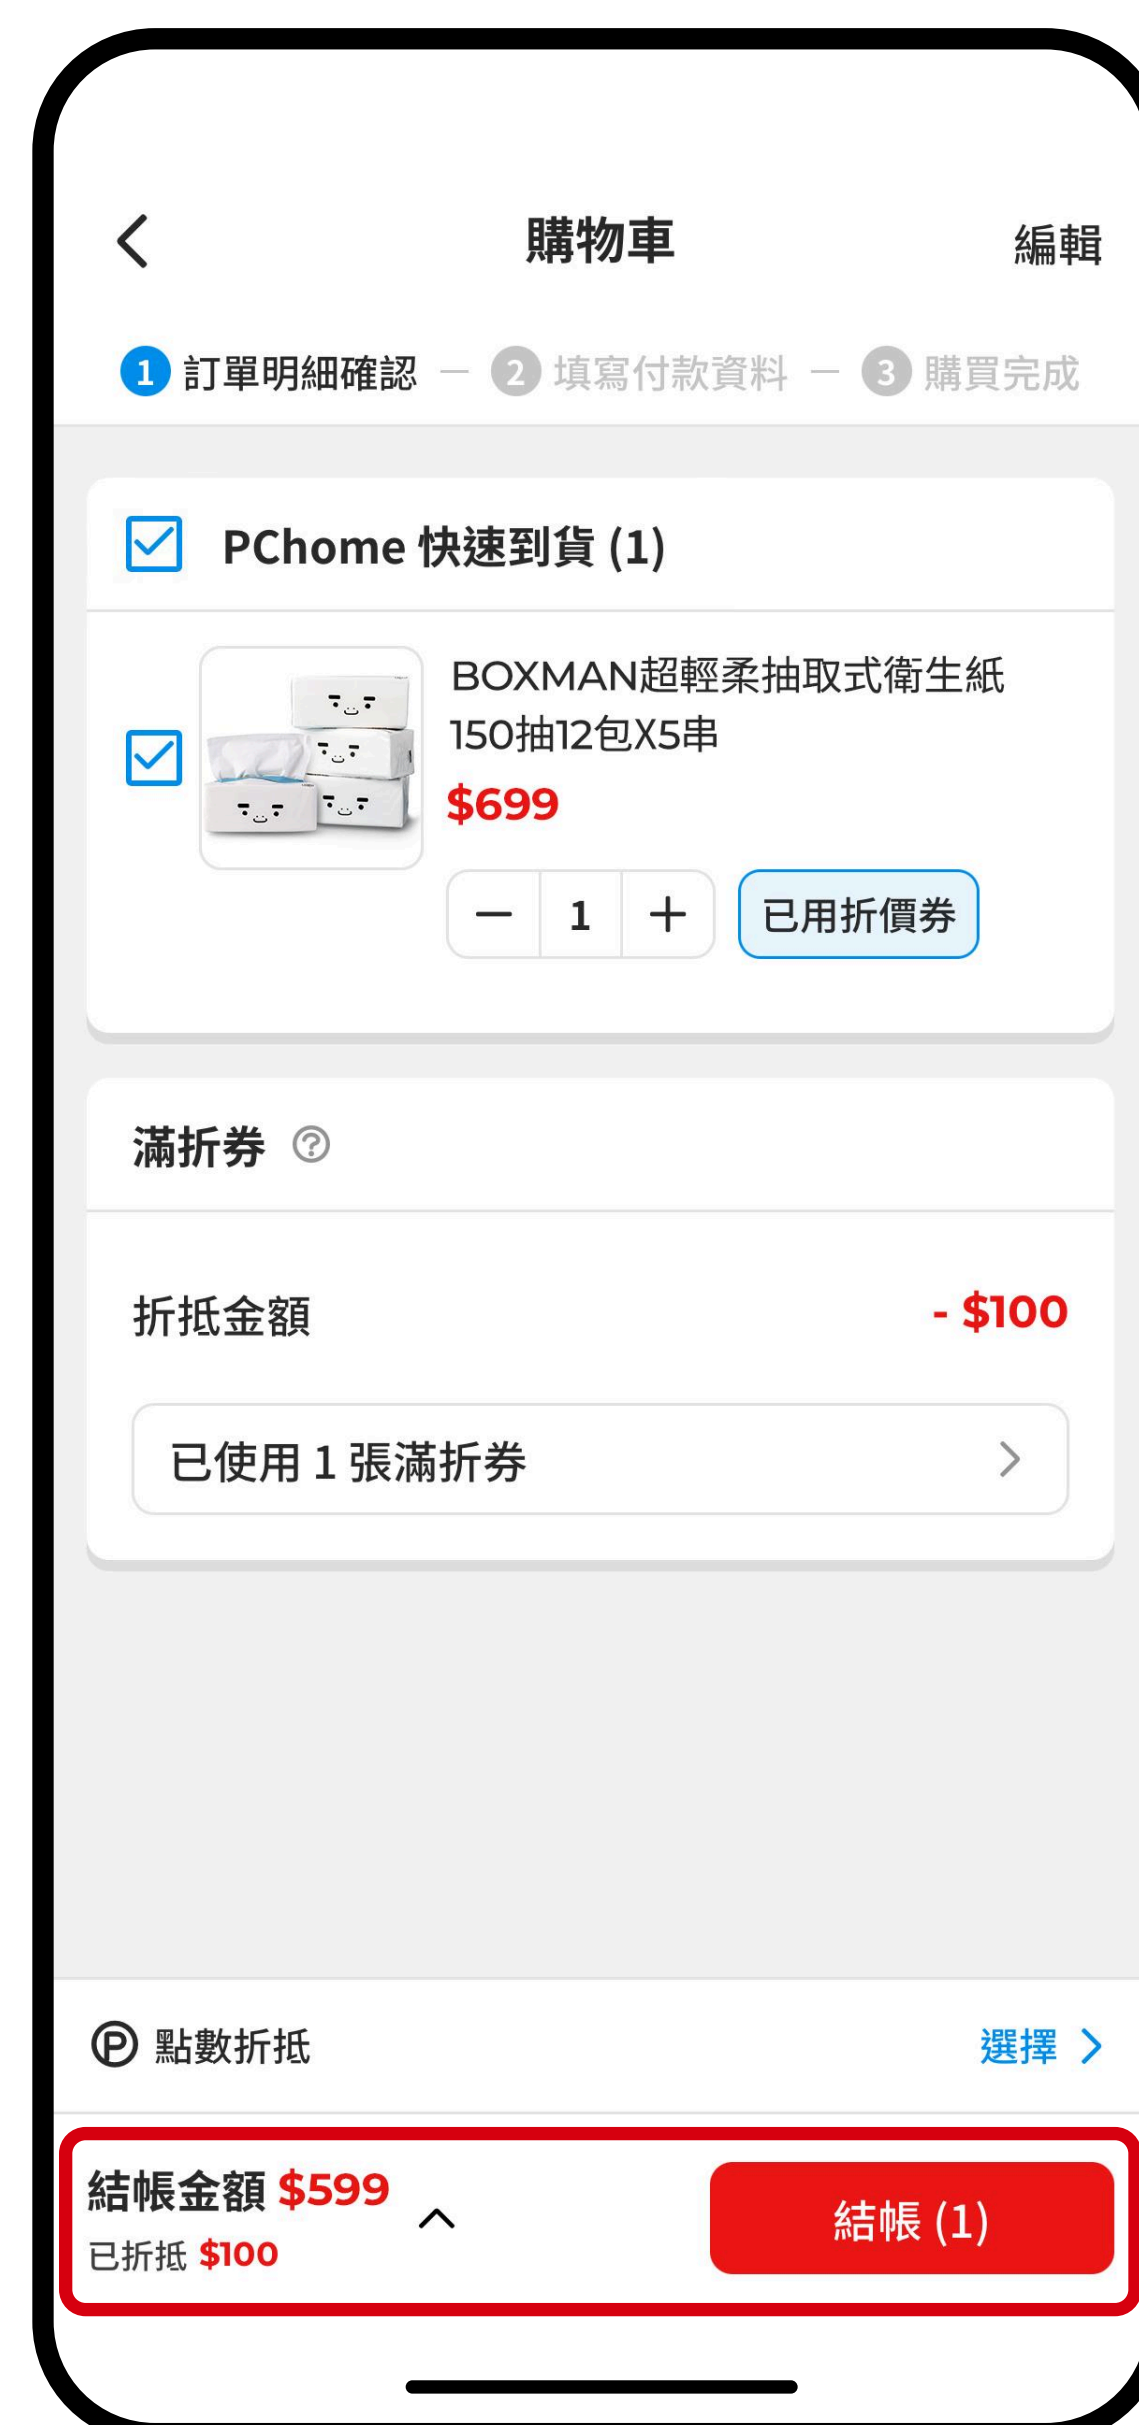 購物車
編輯
1 訂單明細確認 — 2 填寫付款資料 — 3 購買完成
PChome 快速到貨 (1)
BOXMAN超輕柔抽取式衛生紙
150抽12包X5串
$699
1
已用折價券
滿折券 ?
折抵金額
- $100
已使用 1 張滿折券
P 點數折抵
選擇
結帳金額 $599
已折抵 $100
結帳 (1)